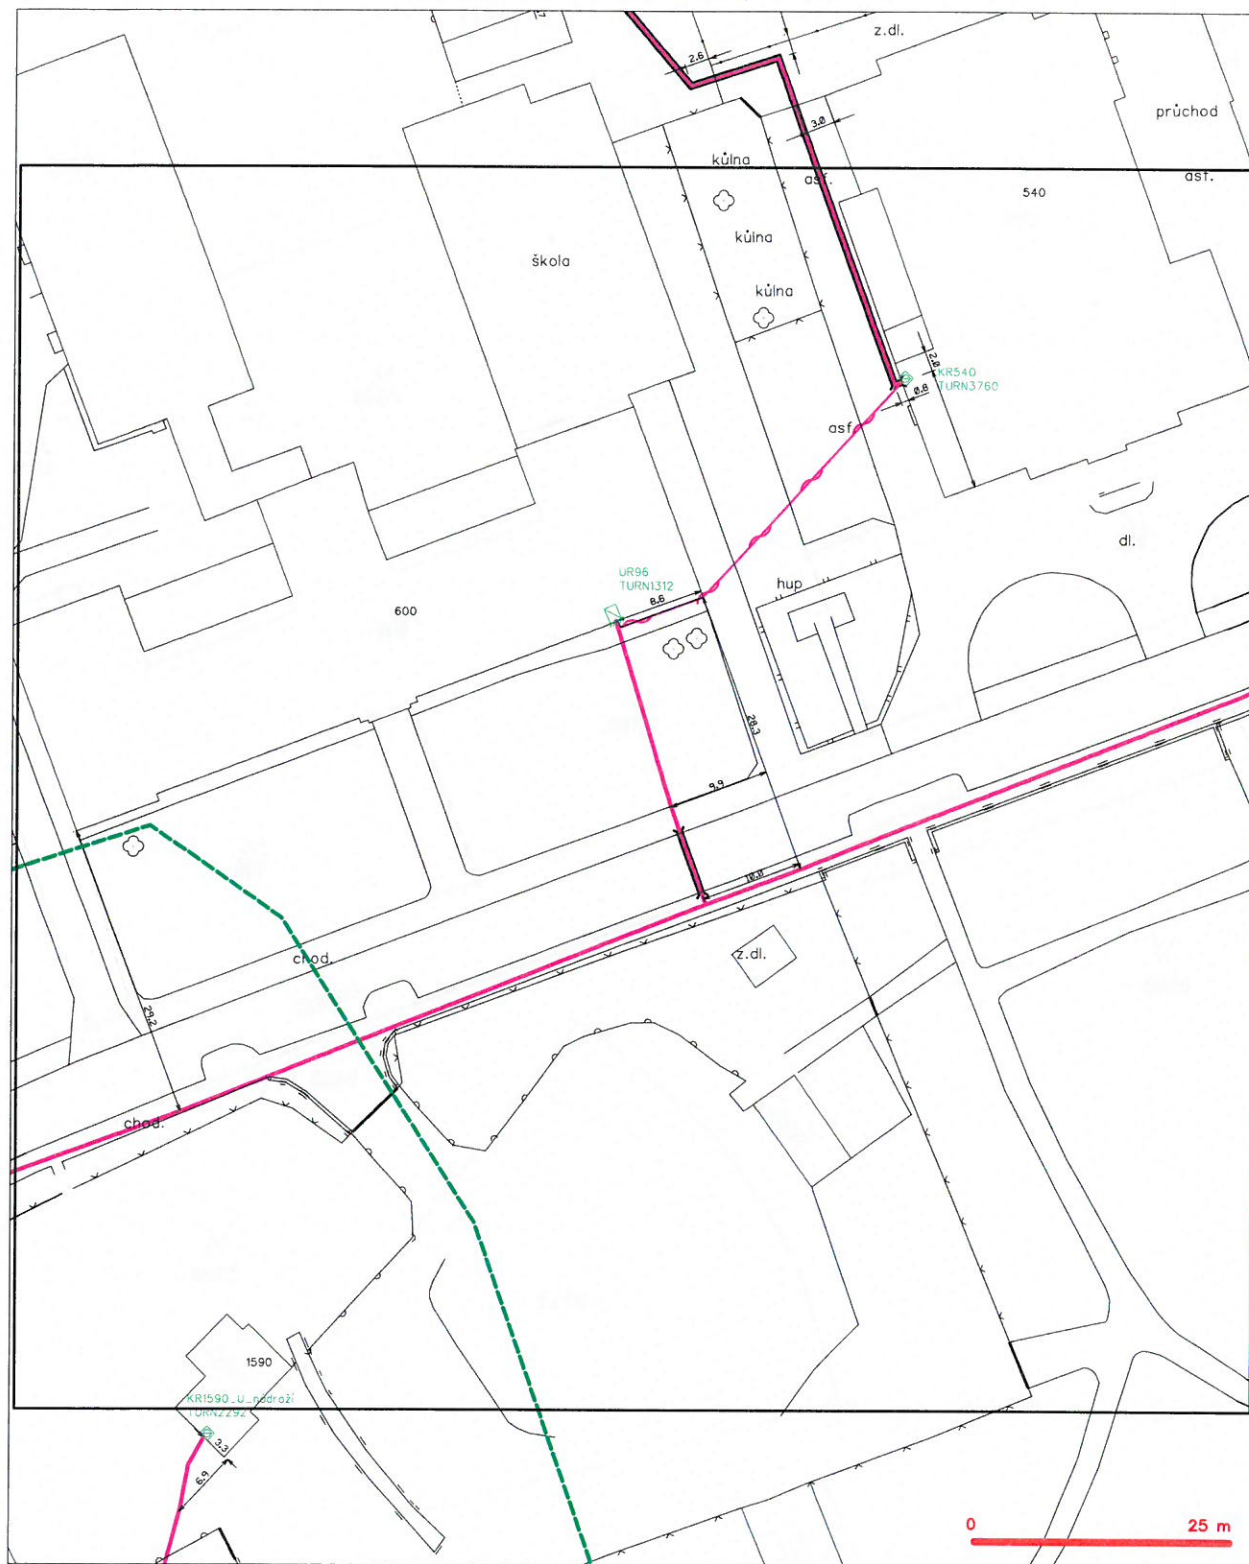 z.dl.
2.6
průchod
3.0
kůlna
asf.
540
kůlna
škola
kůlna
2.0
KR540
TURN3760
0.8
asf
dl.
UR96
TURN1312
hup
8.6
600
28.3
9.9
10.0
z.dl.
chod.
29.2
chod.
1590
KR1590_U_nádraží
TURN2292
3.3
6.9
0
25 m